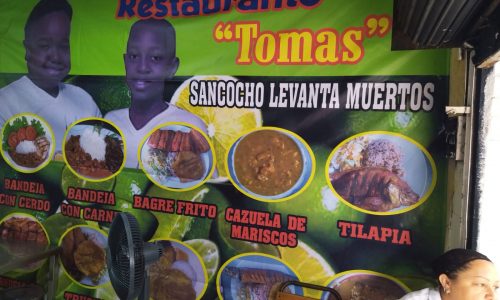 Restaurante
"Tomas"
SANCOCHO LEVANTA MUERTOS
BANDEJA
CON CERDO
BANDEJA
CON CARNE
BAGRE FRITO
CAZUELA DE
MARISCOS
TILAPIA